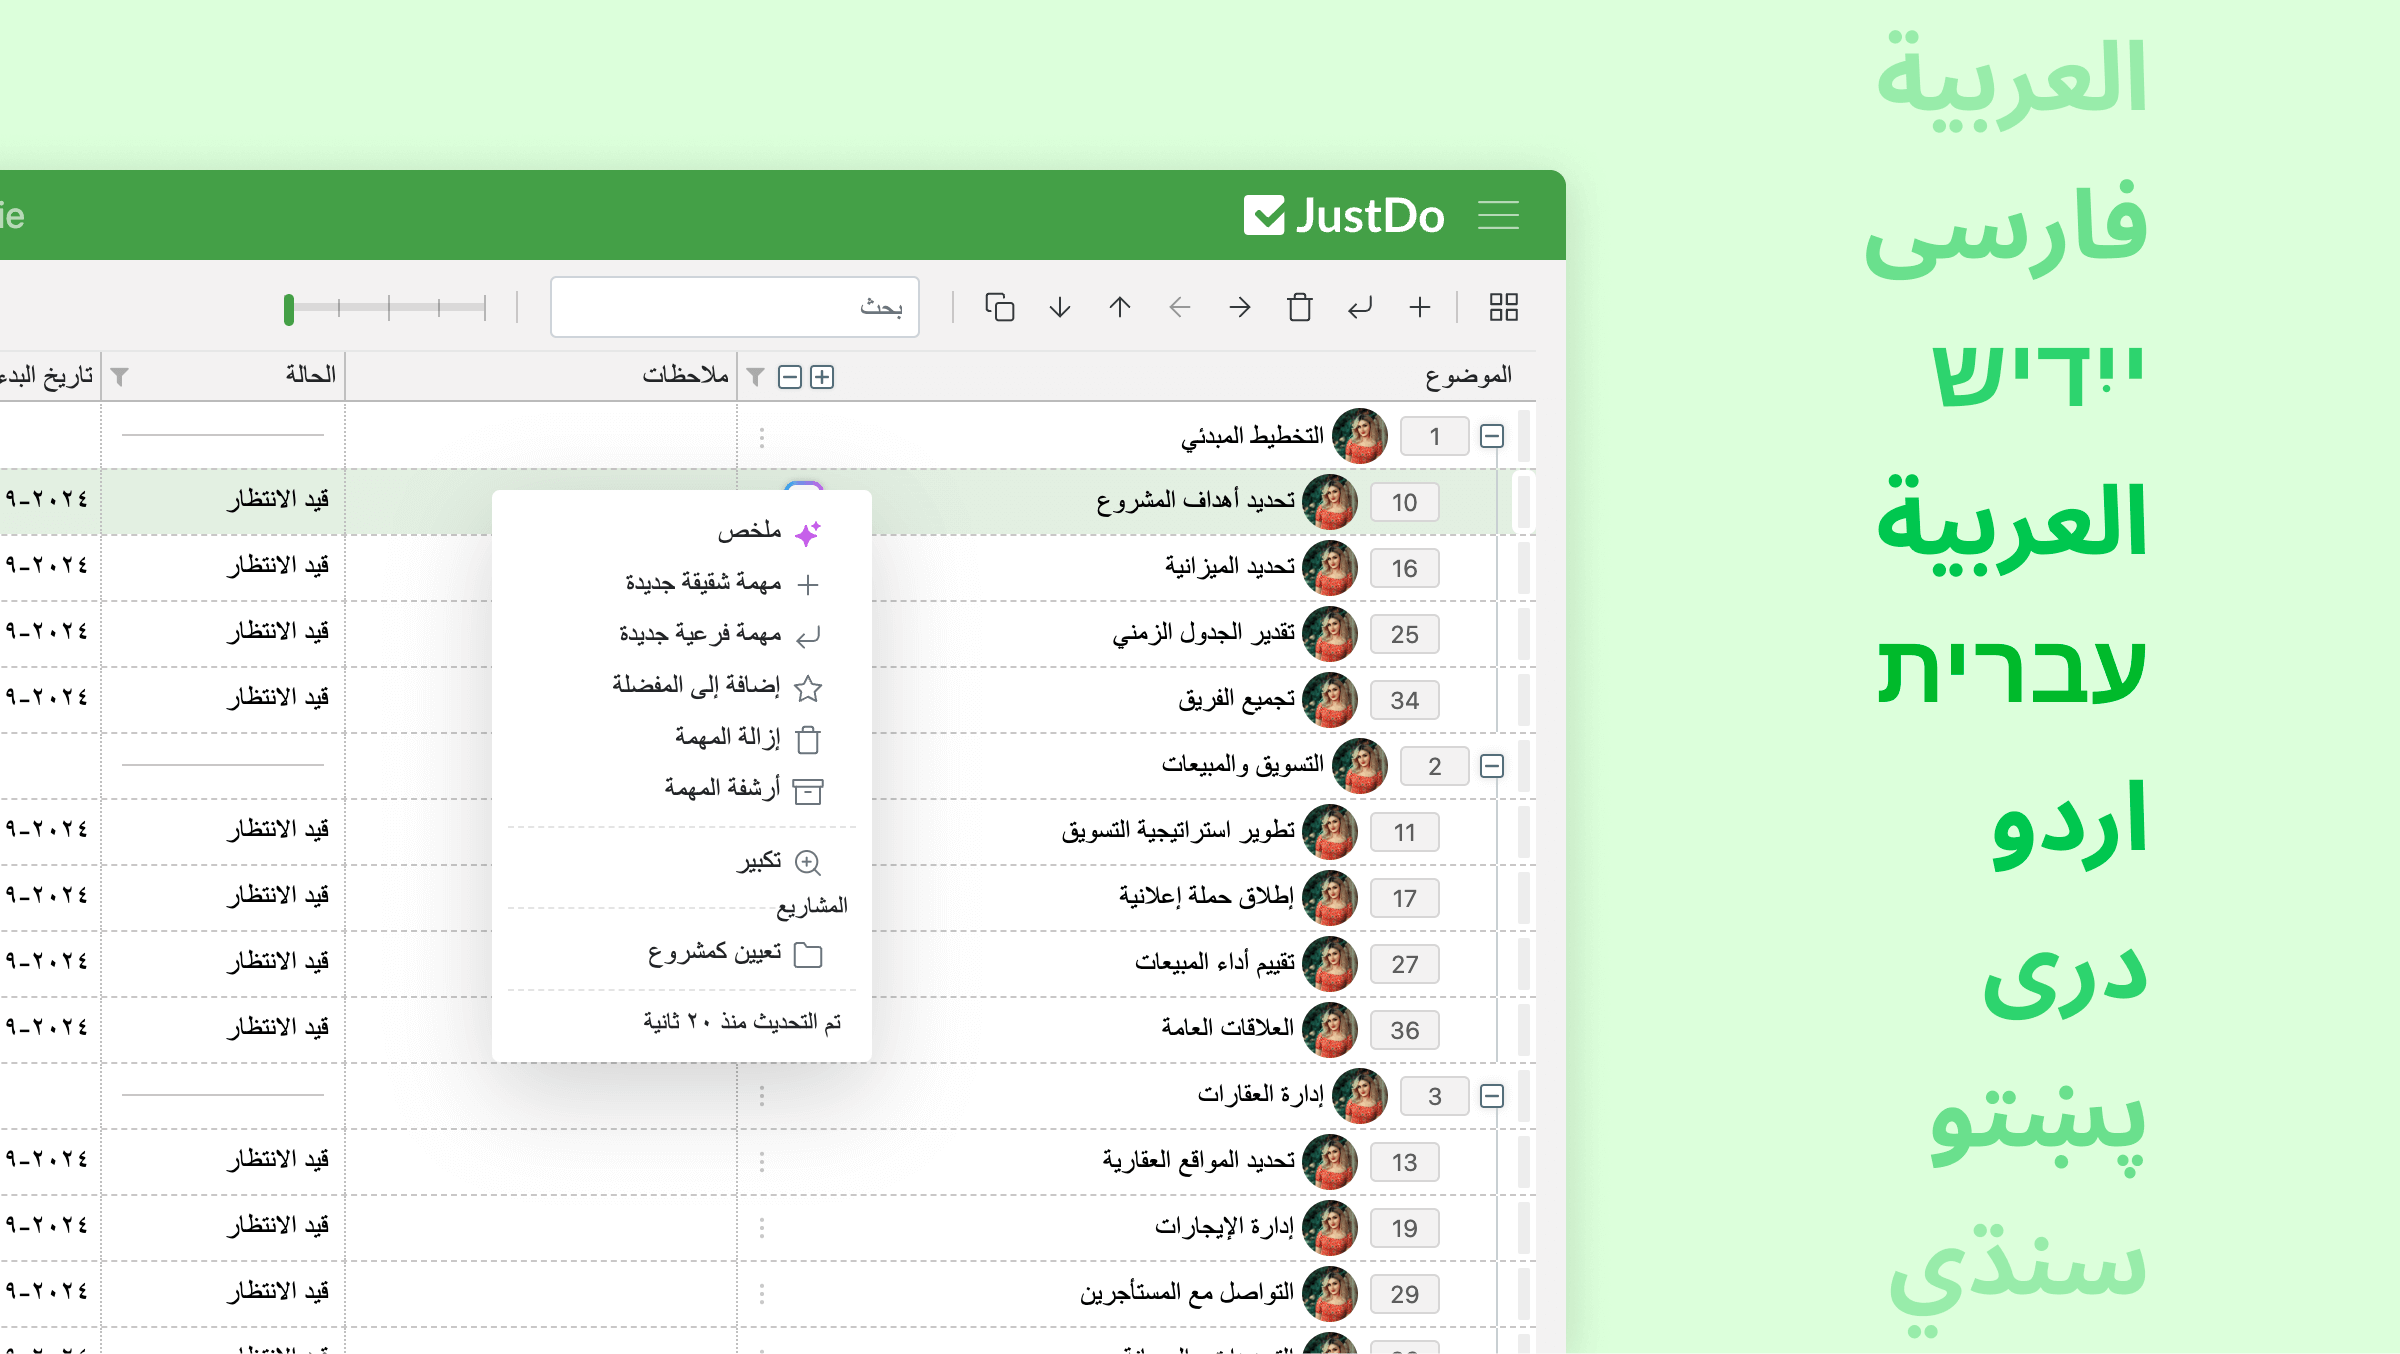 JustDo
ie
بحث
الموضوع
ملاحظات
الحالة
تاريخ البدء
1 التخطيط المبدئي
10 تحديد أهداف المشروع قيد الانتظار ٢٠٢٤-٩
16 تحديد الميزانية قيد الانتظار ٢٠٢٤-٩
25 تقدير الجدول الزمني قيد الانتظار ٢٠٢٤-٩
34 تجميع الفريق قيد الانتظار ٢٠٢٤-٩
2 التسويق والمبيعات
11 تطوير استراتيجية التسويق قيد الانتظار ٢٠٢٤-٩
17 إطلاق حملة إعلانية قيد الانتظار ٢٠٢٤-٩
27 تقييم أداء المبيعات قيد الانتظار ٢٠٢٤-٩
36 العلاقات العامة قيد الانتظار ٢٠٢٤-٩
3 إدارة العقارات
13 تحديد المواقع العقارية قيد الانتظار ٢٠٢٤-٩
19 إدارة الإيجارات قيد الانتظار ٢٠٢٤-٩
29 التواصل مع المستأجرين قيد الانتظار ٢٠٢٤-٩
ملخص
مهمة شقيقة جديدة
مهمة فرعية جديدة
إضافة إلى المفضلة
إزالة المهمة
أرشفة المهمة
تكبير
المشاريع
تعيين كمشروع
تم التحديث منذ ٢٠ ثانية
العربية
فارسی
ייִדיש
العربية
עברית
اردو
دری
پښتو
سنڌي